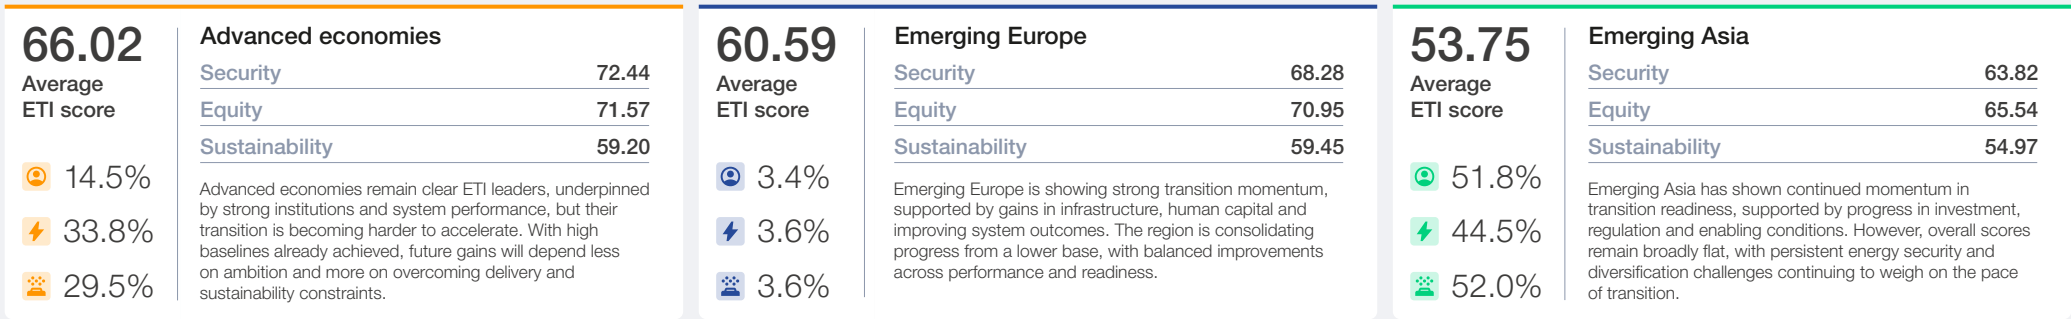 66.02
Average
ETI score
14.5%
33.8%
29.5%
Advanced economies
Security 72.44
Equity 71.57
Sustainability 59.20
Advanced economies remain clear ETI leaders, underpinned
by strong institutions and system performance, but their
transition is becoming harder to accelerate. With high
baselines already achieved, future gains will depend less
on ambition and more on overcoming delivery and
sustainability constraints.
60.59
Average
ETI score
3.4%
3.6%
3.6%
Emerging Europe
Security 68.28
Equity 70.95
Sustainability 59.45
Emerging Europe is showing strong transition momentum,
supported by gains in infrastructure, human capital and
improving system outcomes. The region is consolidating
progress from a lower base, with balanced improvements
across performance and readiness.
53.75
Average
ETI score
51.8%
44.5%
52.0%
Emerging Asia
Security 63.82
Equity 65.54
Sustainability 54.97
Emerging Asia has shown continued momentum in
transition readiness, supported by progress in investment,
regulation and enabling conditions. However, overall scores
remain broadly flat, with persistent energy security and
diversification challenges continuing to weigh on the pace
of transition.